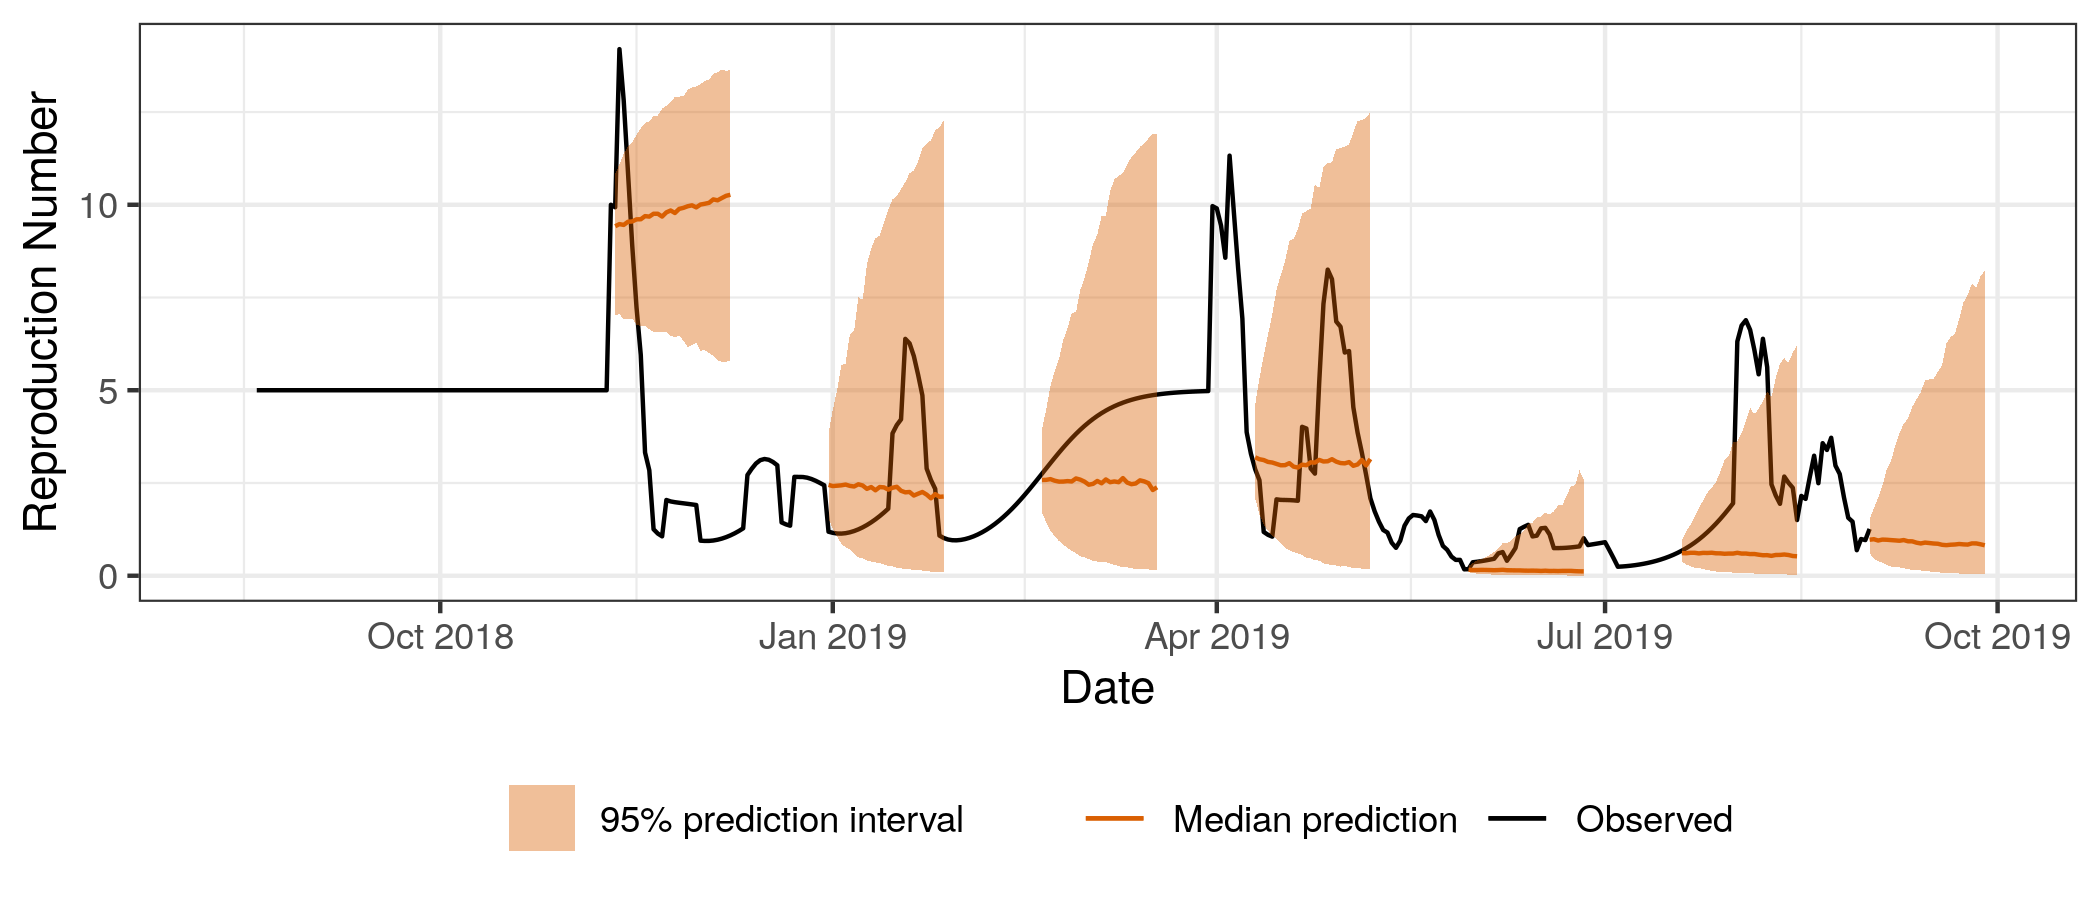 Reproduction Number
10
5
0
Oct 2018 Jan 2019 Apr 2019 Jul 2019 Oct 2019
Date
95% prediction interval Median prediction Observed